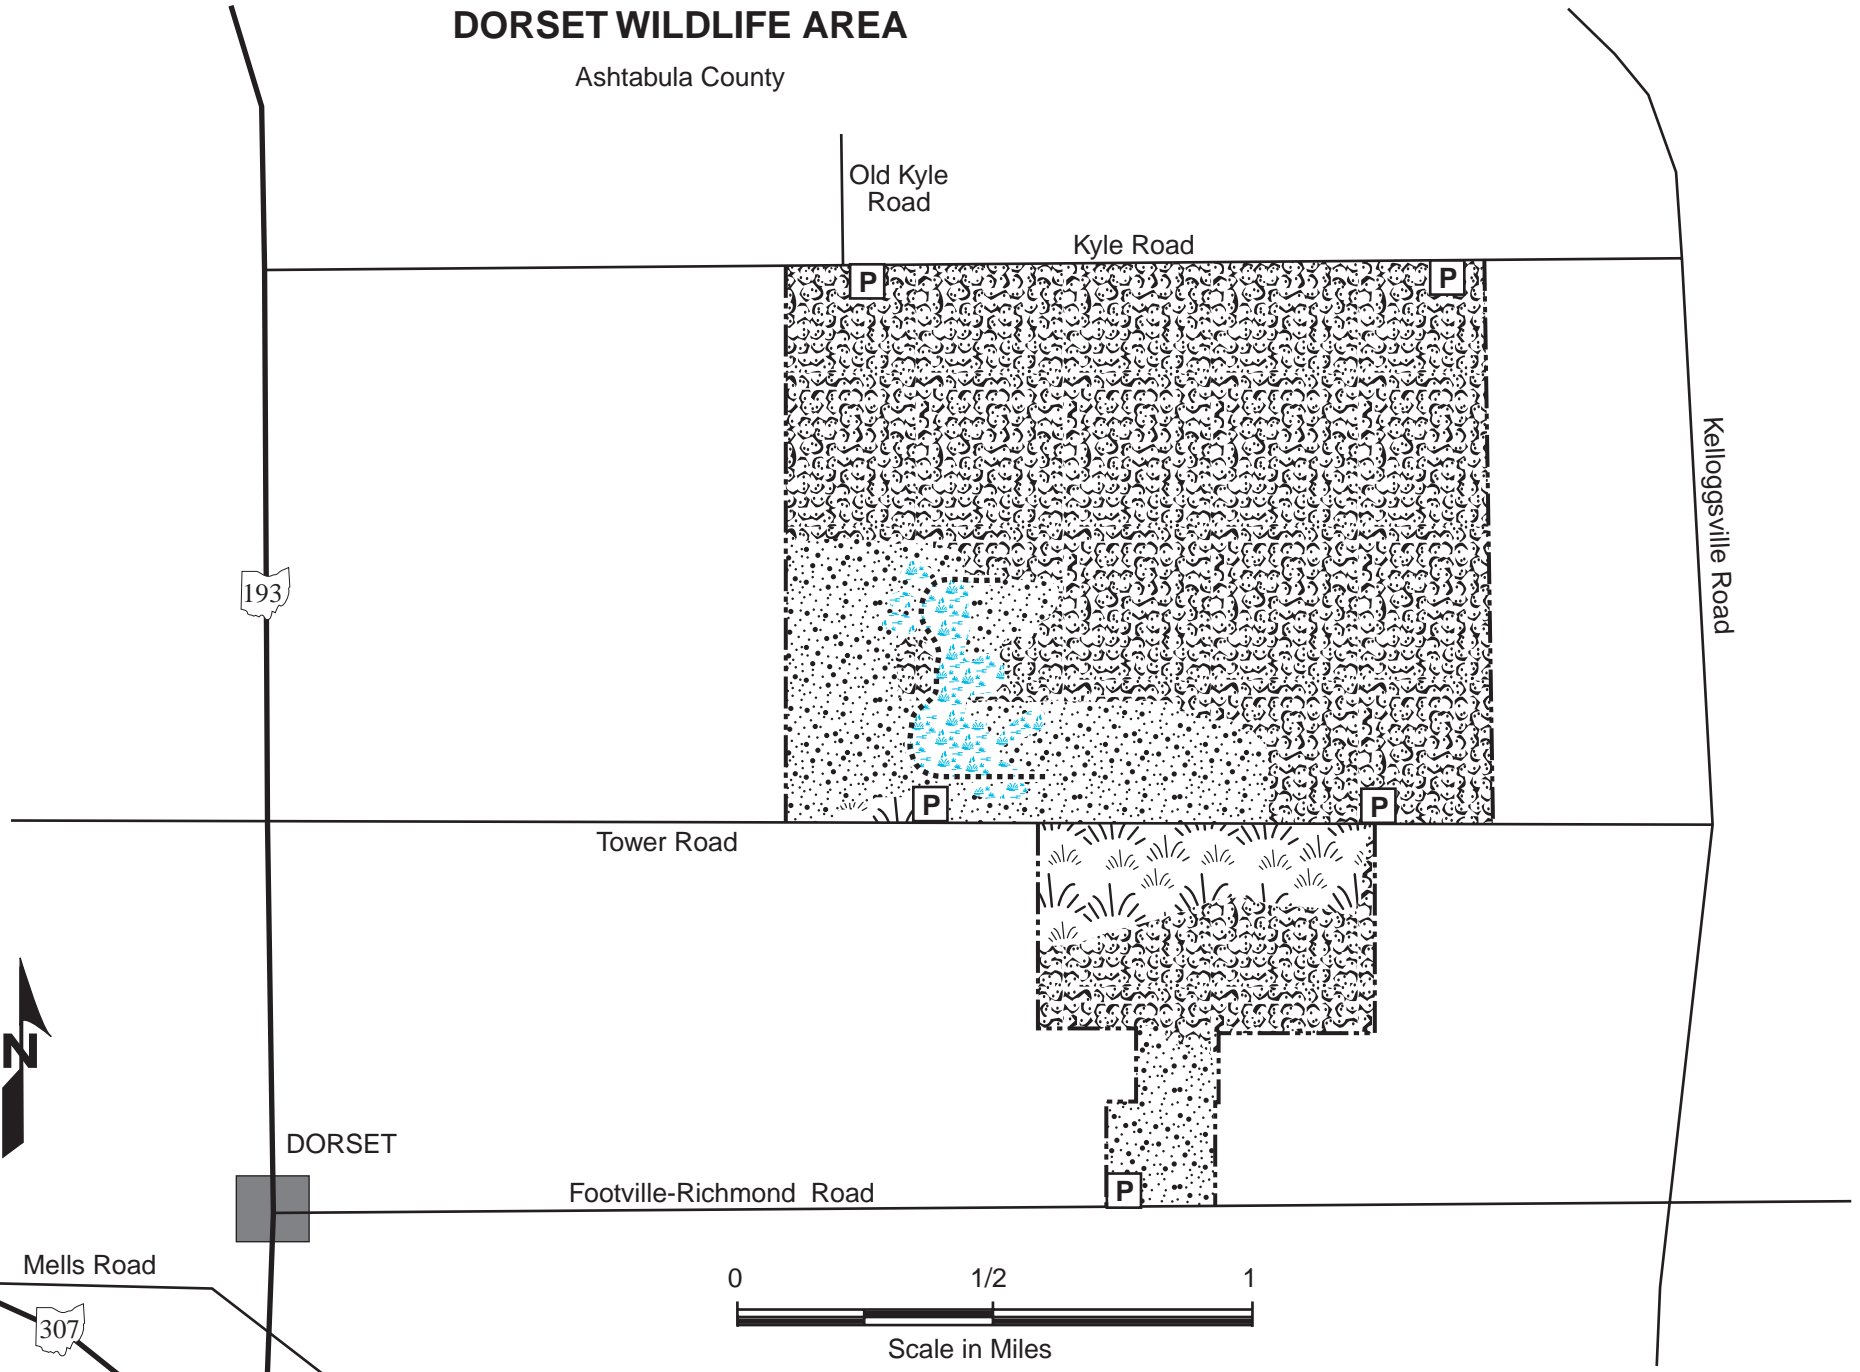 DORSET WILDLIFE AREA
Ashtabula County
Old Kyle
Road
Kyle Road
P
P
Kelloggsville Road
193
P
P
Tower Road
N
DORSET
Footville-Richmond Road
P
Mells Road
307
0 1/2 1
Scale in Miles